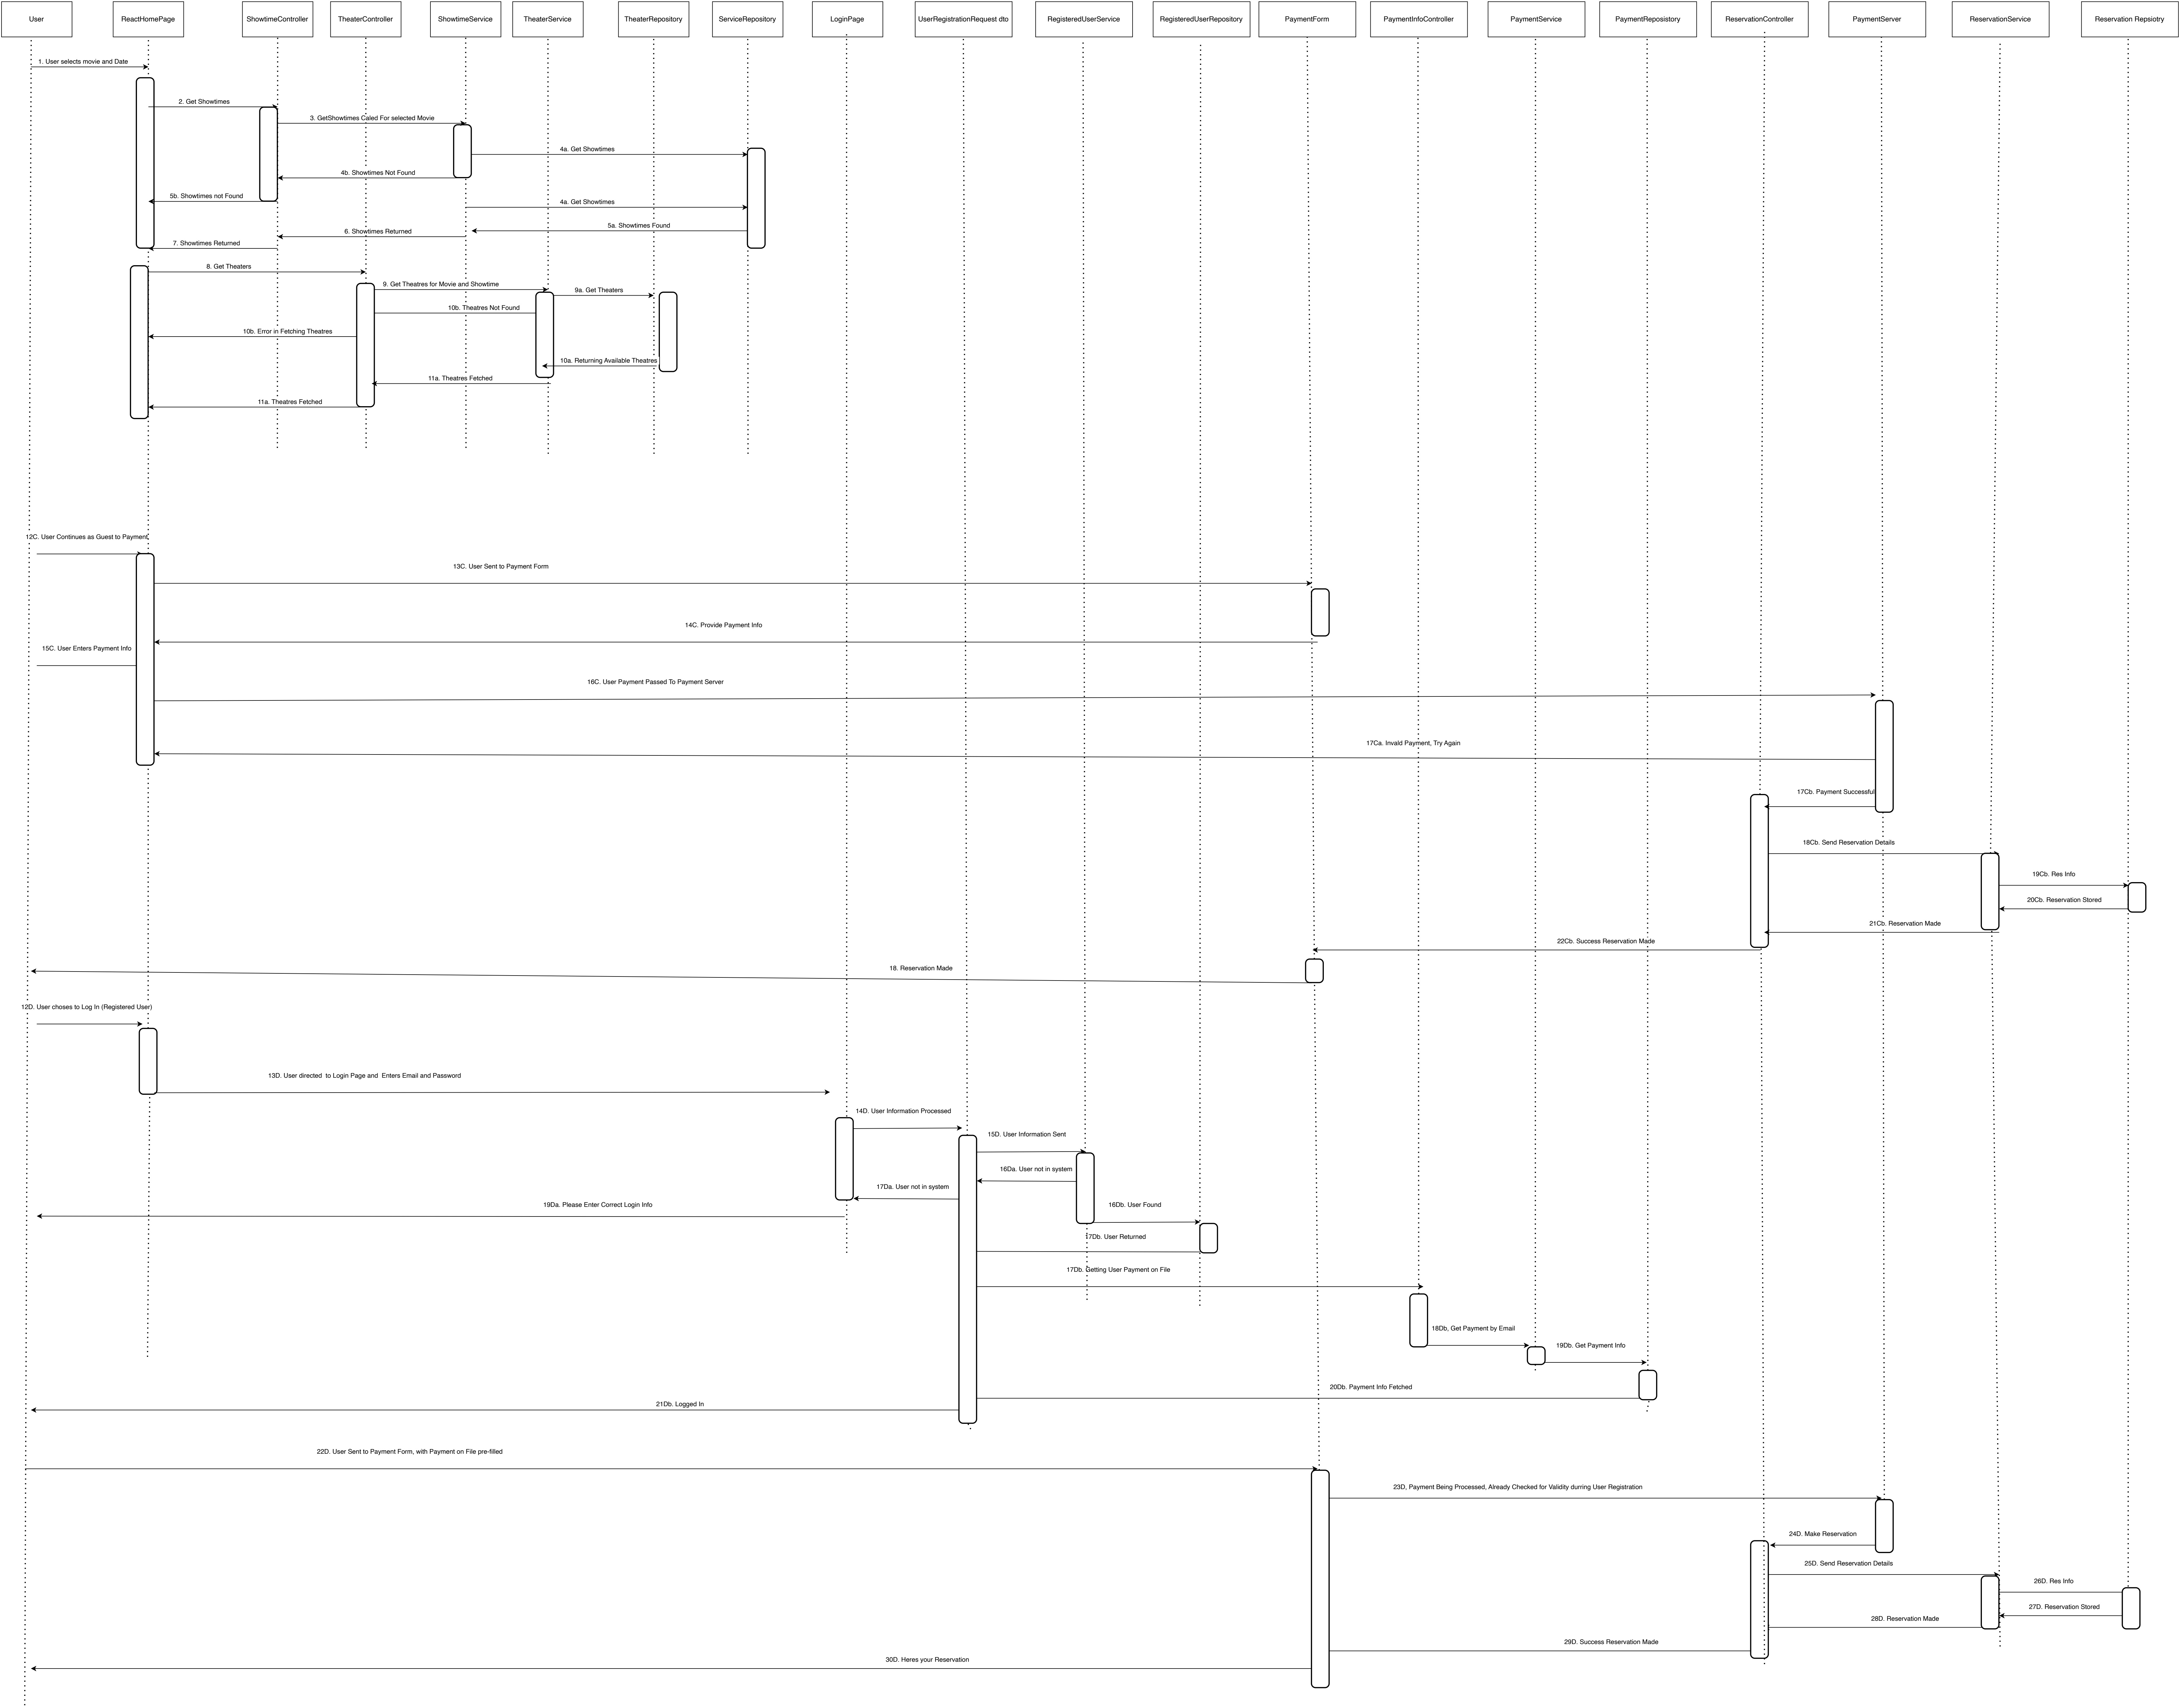 User
ReactHomePage
ShowtimeController
TheaterController
ShowtimeService
TheaterService
TheaterRepository
ServiceRepository
LoginPage
UserRegistrationRequest dto
RegisteredUserService
RegisteredUserRepository
PaymentForm
PaymentInfoController
PaymentService
PaymentReposistory
ReservationController
PaymentServer
ReservationService
Reservation Repsiotry
1. User selects movie and Date
2. Get Showtimes
3. GetShowtimes Caled For selected Movie
4a. Get Showtimes
4b. Showtimes Not Found
5b. Showtimes not Found
4a. Get Showtimes
5a. Showtimes Found
6. Showtimes Returned
7. Showtimes Returned
8. Get Theaters
9. Get Theatres for Movie and Showtime
9a. Get Theaters
10b. Theatres Not Found
10b. Error in Fetching Theatres
10a. Returning Available Theatres
11a. Theatres Fetched
11a. Theatres Fetched
12C. User Continues as Guest to Payment
13C. User Sent to Payment Form
14C. Provide Payment Info
15C. User Enters Payment Info
16C. User Payment Passed To Payment Server
17Ca. Invald Payment, Try Again
17Cb. Payment Successful
18Cb. Send Reservation Details
19Cb. Res Info
20Cb. Reservation Stored
21Cb. Reservation Made
22Cb. Success Reservation Made
18. Reservation Made
12D. User choses to Log In (Registered User)
13D. User directed  to Login Page and  Enters Email and Password
14D. User Information Processed
15D. User Information Sent
16Da. User not in system
17Da. User not in system
19Da. Please Enter Correct Login Info
16Db. User Found
17Db. User Returned
17Db. Getting User Payment on File
18Db, Get Payment by Email
19Db. Get Payment Info
20Db. Payment Info Fetched
21Db. Logged In
22D. User Sent to Payment Form, with Payment on File pre-filled
23D, Payment Being Processed, Already Checked for Validity durring User Registration
24D. Make Reservation
25D. Send Reservation Details
26D. Res Info
27D. Reservation Stored
28D. Reservation Made
29D. Success Reservation Made
30D. Heres your Reservation